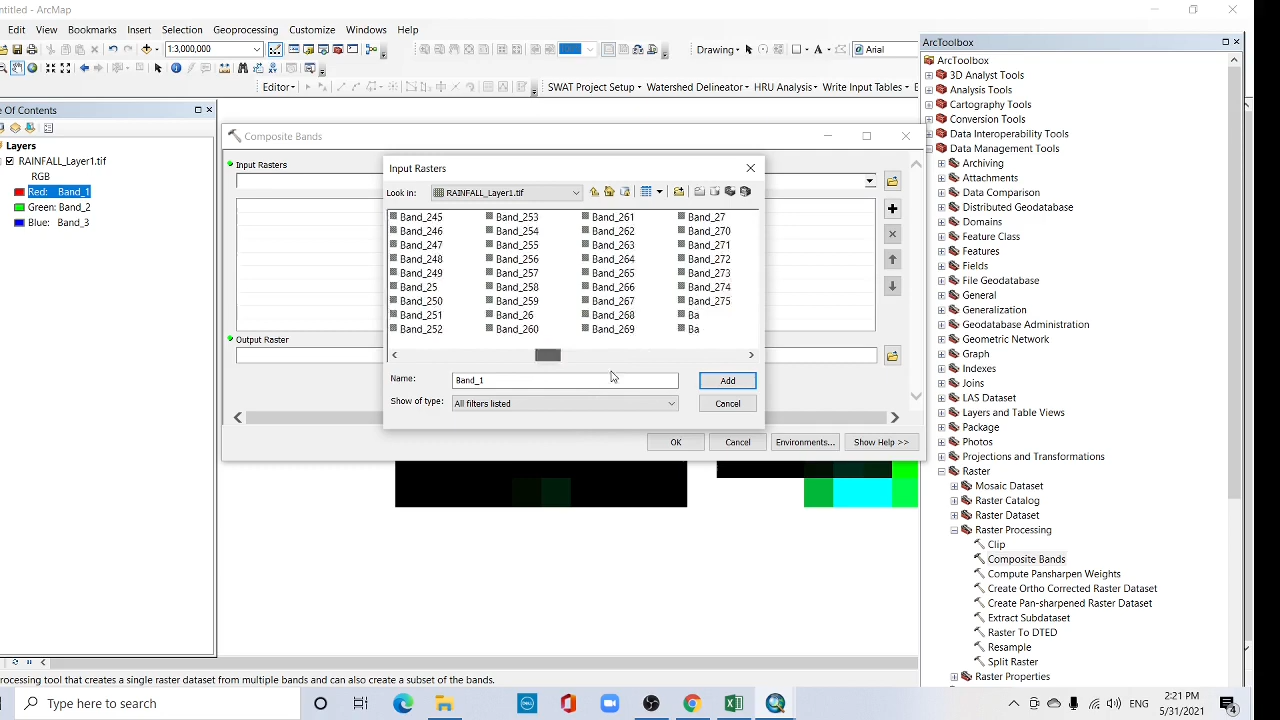 ntitled - ArcMap
Edit View Bookmarks Insert Selection Geoprocessing Customize Windows Help
1:3,000,000
100
Drawing
Arial
Editor
SWAT Project Setup Watershed Delineator HRU Analysis Write Input Tables E
e Of Contents
Layers
RAINFALL_Layer1.tif
RGB
Red: Band_1
Green: Band_2
Blue: Band_3
Composite Bands
Input Rasters
Output Raster
OK Cancel Environments... Show Help >>
Input Rasters
Look in: RAINFALL_Layer1.tif
Band_245 Band_253 Band_261 Band_27
Band_246 Band_254 Band_262 Band_270
Band_247 Band_255 Band_263 Band_271
Band_248 Band_256 Band_264 Band_272
Band_249 Band_257 Band_265 Band_273
Band_25 Band_258 Band_266 Band_274
Band_250 Band_259 Band_267 Band_275
Band_251 Band_26 Band_268 Ba
Band_252 Band_260 Band_269 Ba
Name: Band_1 Add
Show of type: All filters listed Cancel
ArcToolbox
ArcToolbox
3D Analyst Tools
Analysis Tools
Cartography Tools
Conversion Tools
Data Interoperability Tools
Data Management Tools
Archiving
Attachments
Data Comparison
Distributed Geodatabase
Domains
Feature Class
Features
Fields
File Geodatabase
General
Generalization
Geodatabase Administration
Geometric Network
Graph
Indexes
Joins
LAS Dataset
Layers and Table Views
Package
Photos
Projections and Transformations
Raster
Mosaic Dataset
Raster Catalog
Raster Dataset
Raster Processing
Clip
Composite Bands
Compute Pansharpen Weights
Create Ortho Corrected Raster Dataset
Create Pan-sharpened Raster Dataset
Extract Subdataset
Raster To DTED
Resample
Split Raster
Raster Properties
rocessing tool that creates a single raster dataset from multiple bands and can also create a subset of the bands.
Type here to search
DELL
ENG
2:21 PM
5/31/2021
4